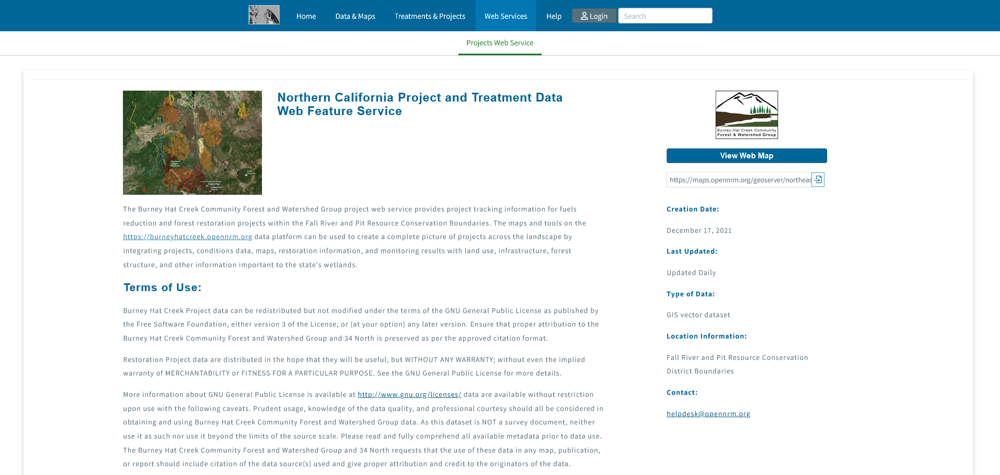 Home
Data & Maps
Treatments & Projects
Web Services
Help
Login
Search
Projects Web Service
Northern California Project and Treatment Data
Web Feature Service
Burney-Hat Creek Community
Forest & Watershed Group
View Web Map
https://maps.opennrm.org/geoserver/northeas
The Burney Hat Creek Community Forest and Watershed Group project web service provides project tracking information for fuels
reduction and forest restoration projects within the Fall River and Pit Resource Conservation Boundaries. The maps and tools on the
https://burneyhatcreek.opennrm.org data platform can be used to create a complete picture of projects across the landscape by
integrating projects, conditions data, maps, restoration information, and monitoring results with land use, infrastructure, forest
structure, and other information important to the state's wetlands.
Terms of Use:
Burney Hat Creek Project data can be redistributed but not modified under the terms of the GNU General Public License as published by
the Free Software Foundation, either version 3 of the License, or (at your option) any later version. Ensure that proper attribution to the
Burney Hat Creek Community Forest and Watershed Group and 34 North is preserved as per the approved citation format.
Restoration Project data are distributed in the hope that they will be useful, but WITHOUT ANY WARRANTY; without even the implied
warranty of MERCHANTABILITY or FITNESS FOR A PARTICULAR PURPOSE. See the GNU General Public License for more details.
More information about GNU General Public License is available at http://www.gnu.org/licenses/ data are available without restriction
upon use with the following caveats. Prudent usage, knowledge of the data quality, and professional courtesy should all be considered in
obtaining and using Burney Hat Creek Community Forest and Watershed Group data. As this dataset is NOT a survey document, neither
use it as such nor use it beyond the limits of the source scale. Please read and fully comprehend all available metadata prior to data use.
The Burney Hat Creek Community Forest and Watershed Group and 34 North requests that the use of these data in any map, publication,
or report should include citation of the data source(s) used and give proper attribution and credit to the originators of the data.
Creation Date:
December 17, 2021
Last Updated:
Updated Daily
Type of Data:
GIS vector dataset
Location Information:
Fall River and Pit Resource Conservation
District Boundaries
Contact:
helpdesk@opennrm.org